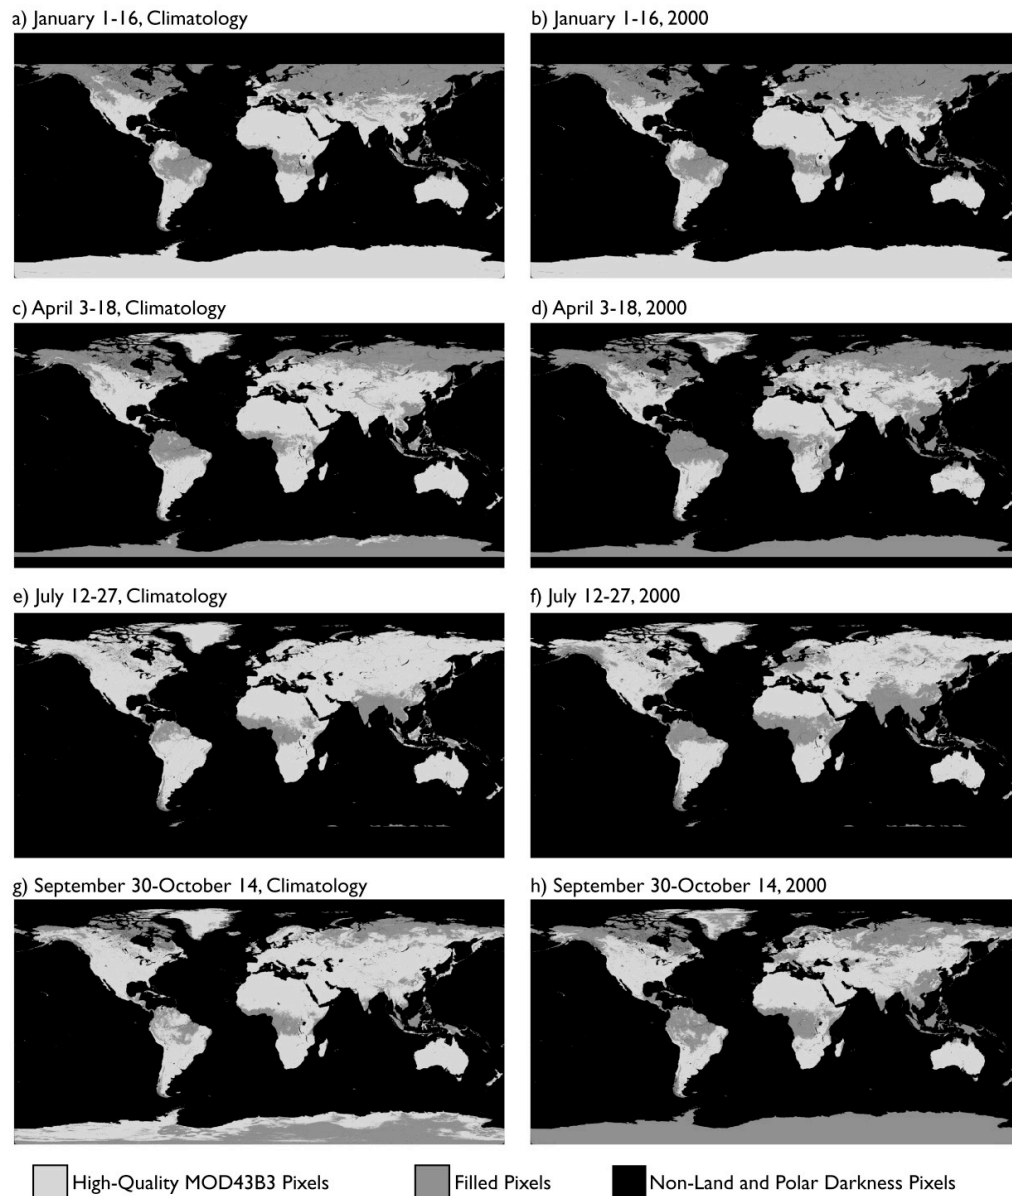 a) January 1-16, Climatology
b) January 1-16, 2000
c) April 3-18, Climatology
d) April 3-18, 2000
e) July 12-27, Climatology
f) July 12-27, 2000
g) September 30-October 14, Climatology
h) September 30-October 14, 2000
High-Quality MOD43B3 Pixels
Filled Pixels
Non-Land and Polar Darkness Pixels